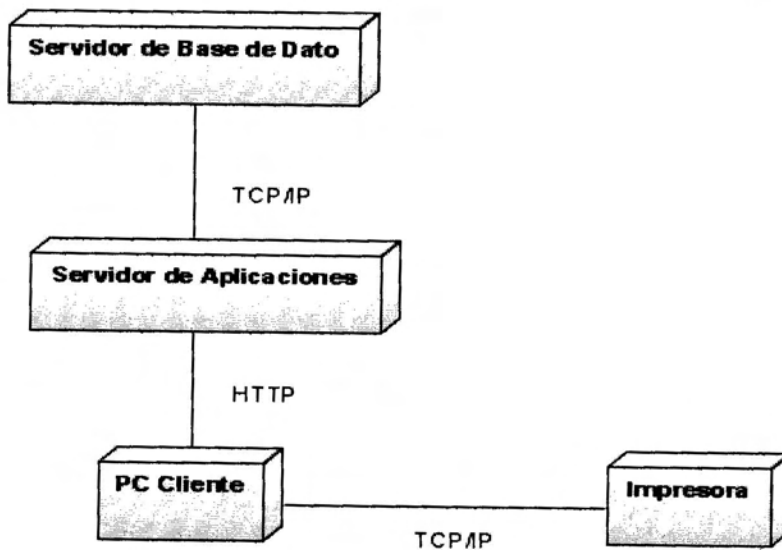 Servidor de Base de Dato
TCP/IP
Servidor de Aplicaciones
HTTP
PC Cliente
Impresora
TCP/IP